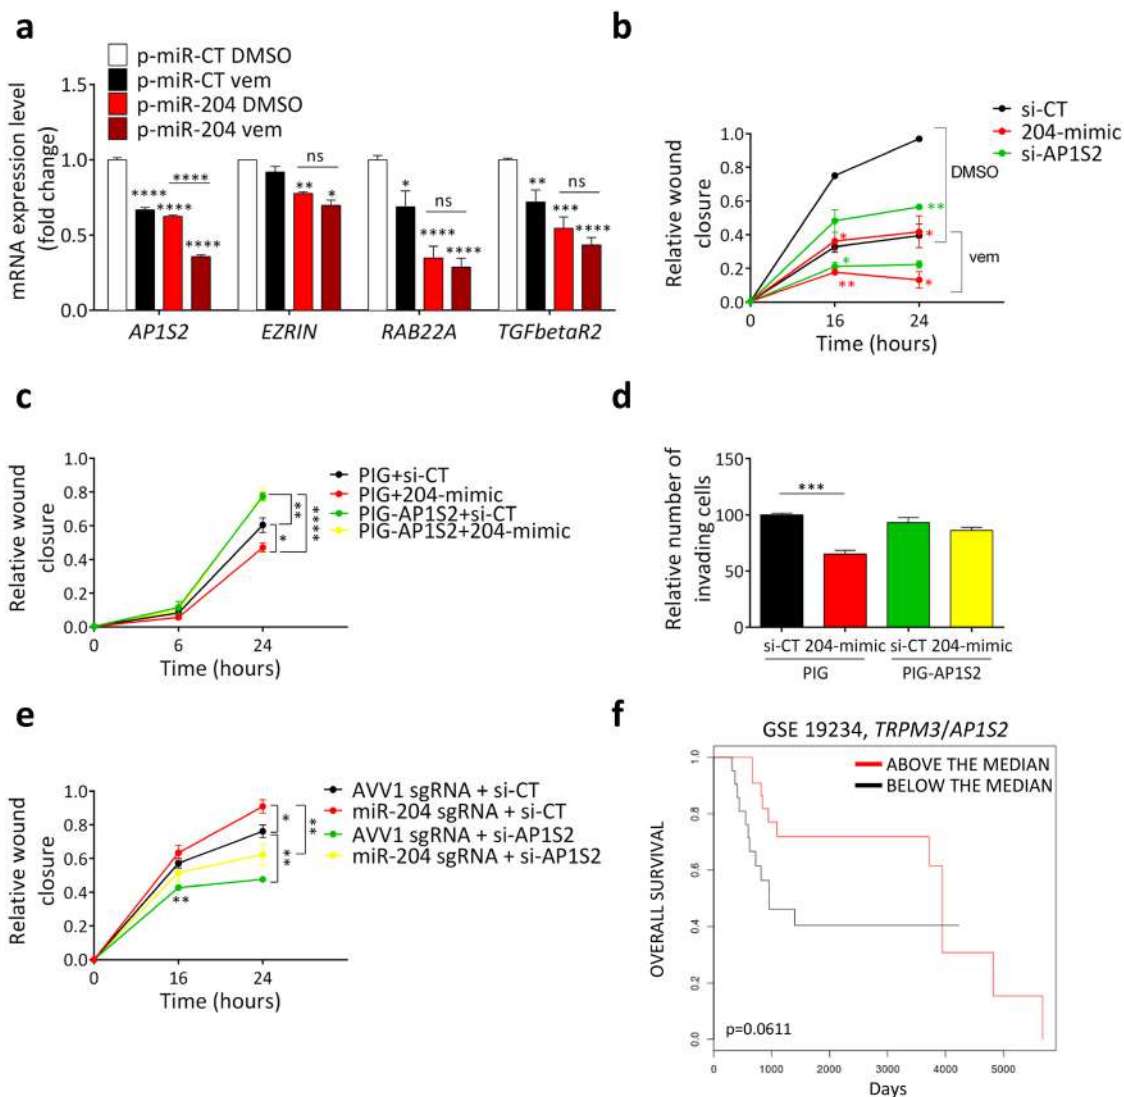 a
p-miR-CT DMSO
p-miR-CT vem
p-miR-204 DMSO
p-miR-204 vem
mRNA expression level
(fold change)
1.5
1.0
0.5
0.0
**** **** **** ****
ns
** *
ns
* **** ****
ns
** *** ****
AP1S2 EZRIN RAB22A TGFbetaR2
b
si-CT
204-mimic
si-AP1S2
DMSO
vem
Relative wound
closure
1.0
0.8
0.6
0.4
0.2
0.0
**
* *
*
** *
0 16 24
Time (hours)
c
Relative wound
closure
1.0
0.8
0.6
0.4
0.2
0.0
0 6 24
Time (hours)
PIG+si-CT
PIG+204-mimic
PIG-AP1S2+si-CT
PIG-AP1S2+204-mimic
**
*
****
d
Relative number of
invading cells
150
100
50
0
***
si-CT 204-mimic si-CT 204-mimic
PIG PIG-AP1S2
e
Relative wound
closure
1.0
0.8
0.6
0.4
0.2
0.0
**
0 16 24
Time (hours)
AVV1 sgRNA + si-CT
miR-204 sgRNA + si-CT
AVV1 sgRNA + si-AP1S2
miR-204 sgRNA + si-AP1S2
*
**
**
f
GSE 19234, TRPM3/AP1S2
ABOVE THE MEDIAN
BELOW THE MEDIAN
OVERALL SURVIVAL
1.0
0.8
0.6
0.4
0.2
0.0
p=0.0611
0 1000 2000 3000 4000 5000
Days